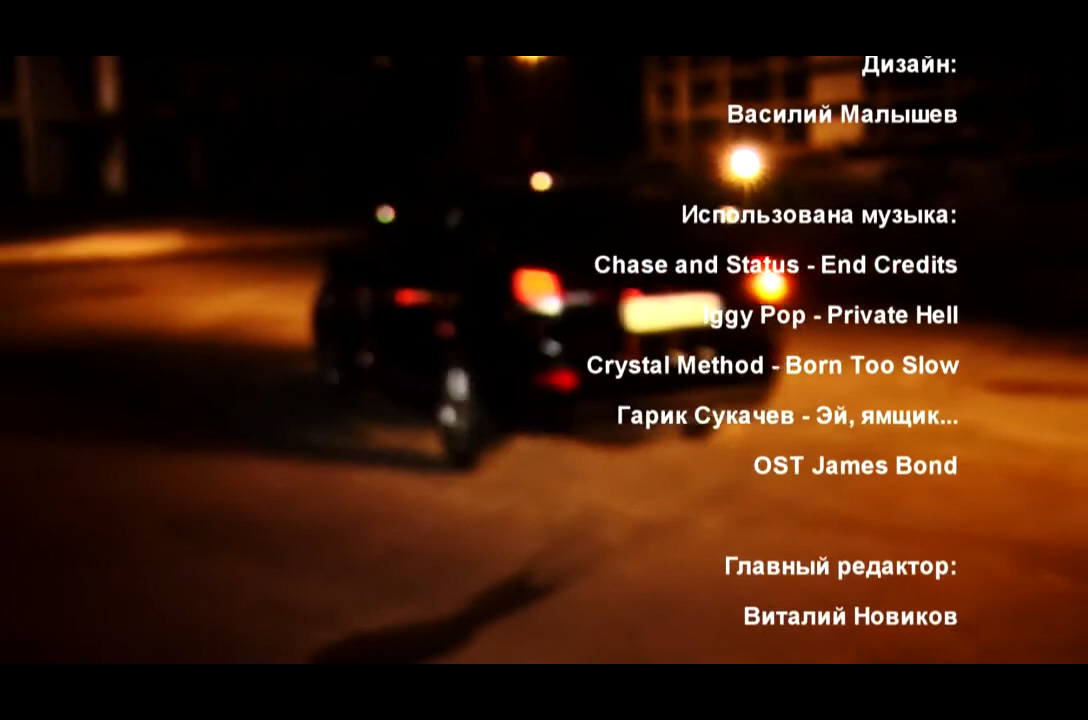 Дизайн:
Василий Малышев
Использована музыка:
Chase and Status - End Credits
Iggy Pop - Private Hell
Crystal Method - Born Too Slow
Гарик Сукачев - Эй, ямщик...
OST James Bond
Главный редактор:
Виталий Новиков